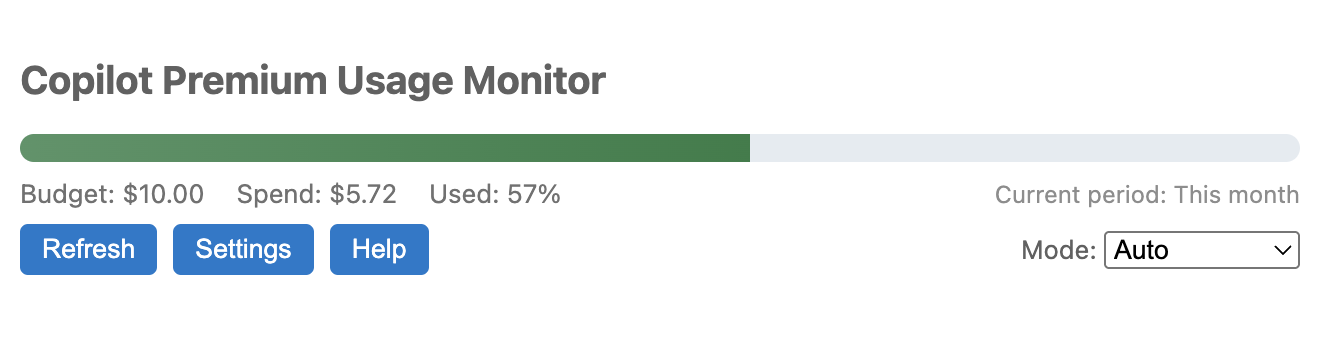 Copilot Premium Usage Monitor
Budget: $10.00 Spend: $5.72 Used: 57% Current period: This month
Refresh Settings Help Mode: Auto